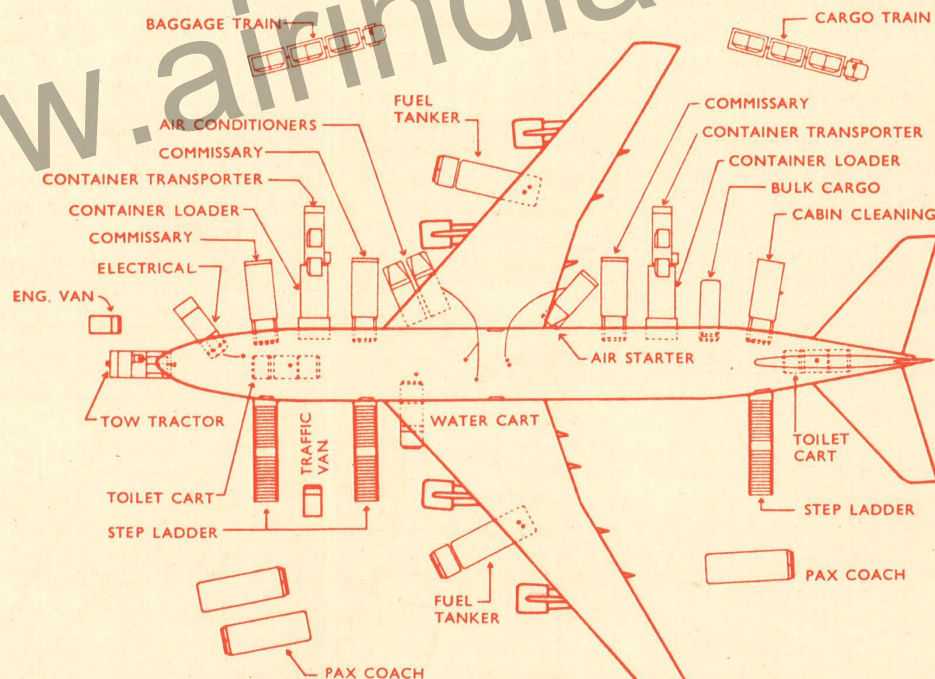 BAGGAGE TRAIN
CARGO TRAIN
w.airindia
FUEL
TANKER
COMMISSARY
AIR CONDITIONERS
CONTAINER TRANSPORTER
COMMISSARY
CONTAINER LOADER
CONTAINER TRANSPORTER
BULK CARGO
CONTAINER LOADER
CABIN CLEANING
COMMISSARY
ELECTRICAL
ENG. VAN
AIR STARTER
TOW TRACTOR
WATER CART
TRAFFIC
VAN
TOILET
CART
TOILET CART
STEP LADDER
STEP LADDER
PAX COACH
FUEL
TANKER
PAX COACH